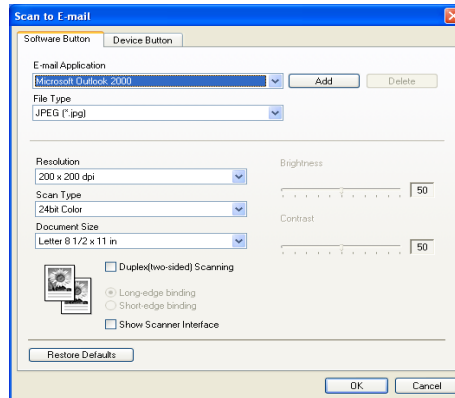 Scan to E-mail
Software Button
Device Button
E-mail Application
Microsoft Outlook 2000
Add
Delete
File Type
JPEG (*.jpg)
Resolution
200 x 200 dpi
Scan Type
24bit Color
Document Size
Letter 8 1/2 x 11 in
Brightness
50
Contrast
50
Duplex(two-sided) Scanning
Long-edge binding
Short-edge binding
Show Scanner Interface
Restore Defaults
OK
Cancel